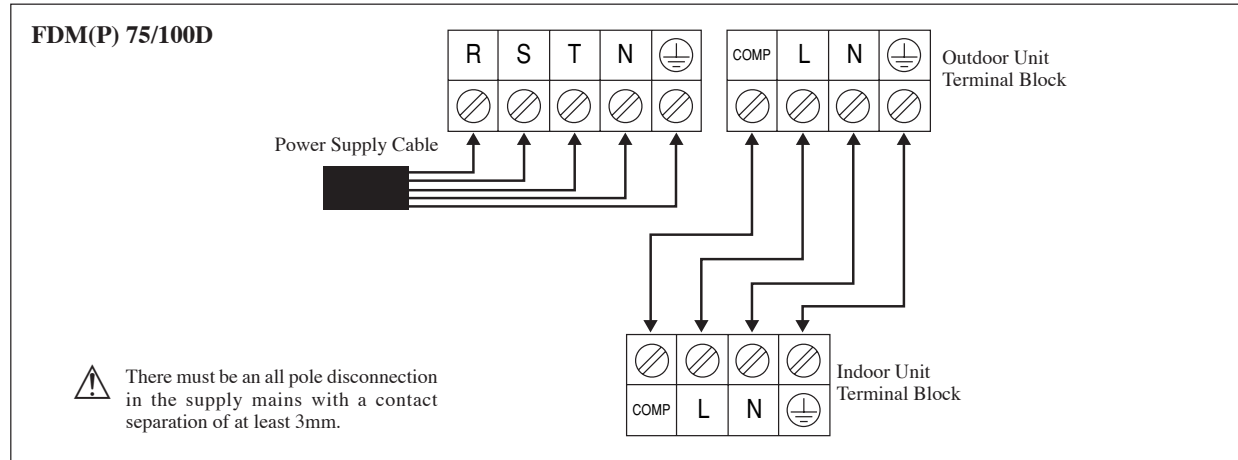 FDM(P) 75/100D
R S T N
COMP L N
Outdoor Unit
Terminal Block
Power Supply Cable
There must be an all pole disconnection
in the supply mains with a contact
separation of at least 3mm.
Indoor Unit
Terminal Block
COMP L N